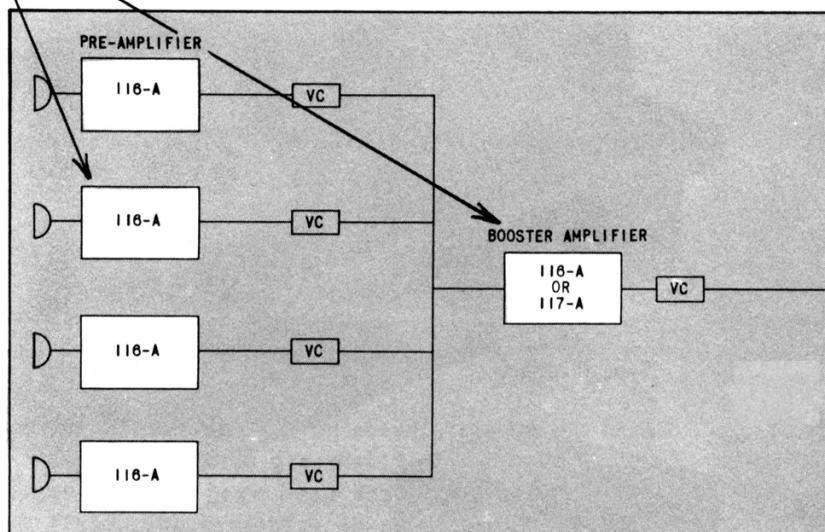 PRE-AMPLIFIER
116-A
VC
116-A
VC
BOOSTER AMPLIFIER
116-A
OR
117-A
VC
116-A
VC
116-A
VC